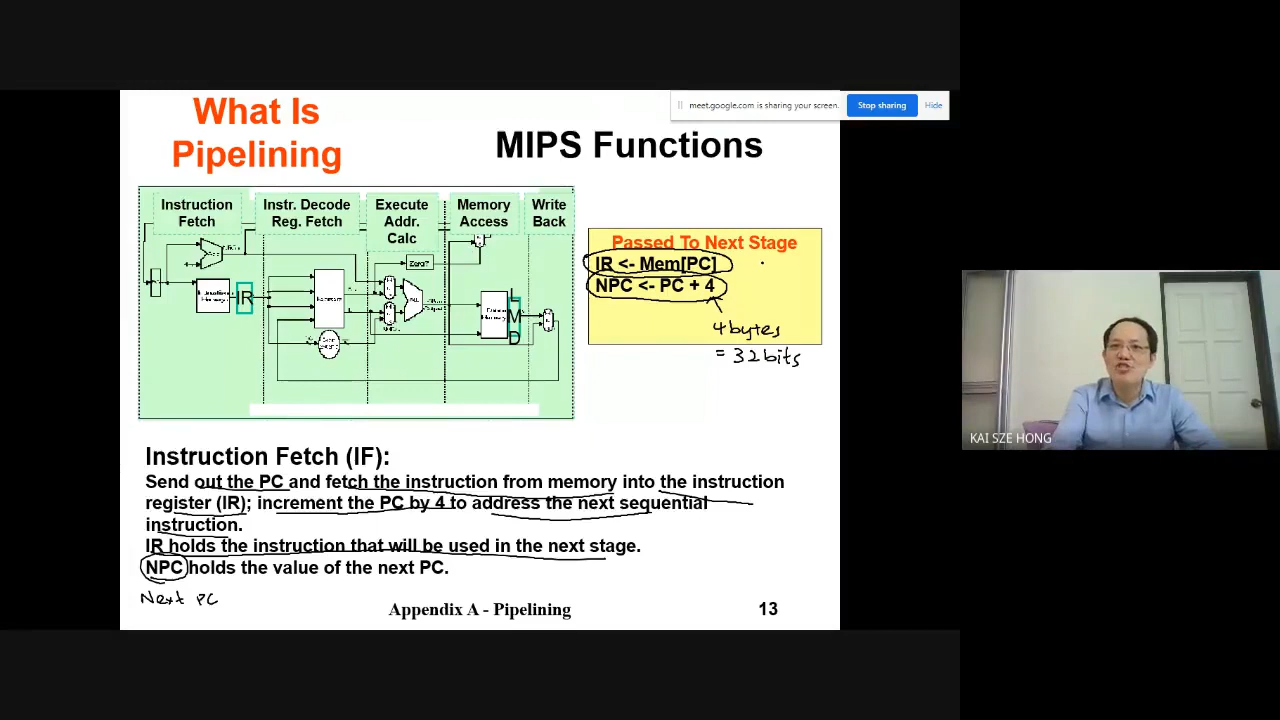 What Is
Pipelining
MIPS Functions
meet.google.com is sharing your screen.
Stop sharing
Hide
Instruction
Fetch
Instr. Decode
Reg. Fetch
Execute
Addr.
Calc
Memory
Access
Write
Back
IR
Zero?
L
M
D
Passed To Next Stage
IR <- Mem[PC]
NPC <- PC + 4
4 bytes
= 32 bits
KAI SZE HONG
Instruction Fetch (IF):
Send out the PC and fetch the instruction from memory into the instruction
register (IR); increment the PC by 4 to address the next sequential
instruction.
IR holds the instruction that will be used in the next stage.
NPC holds the value of the next PC.
Next PC
Appendix A - Pipelining
13